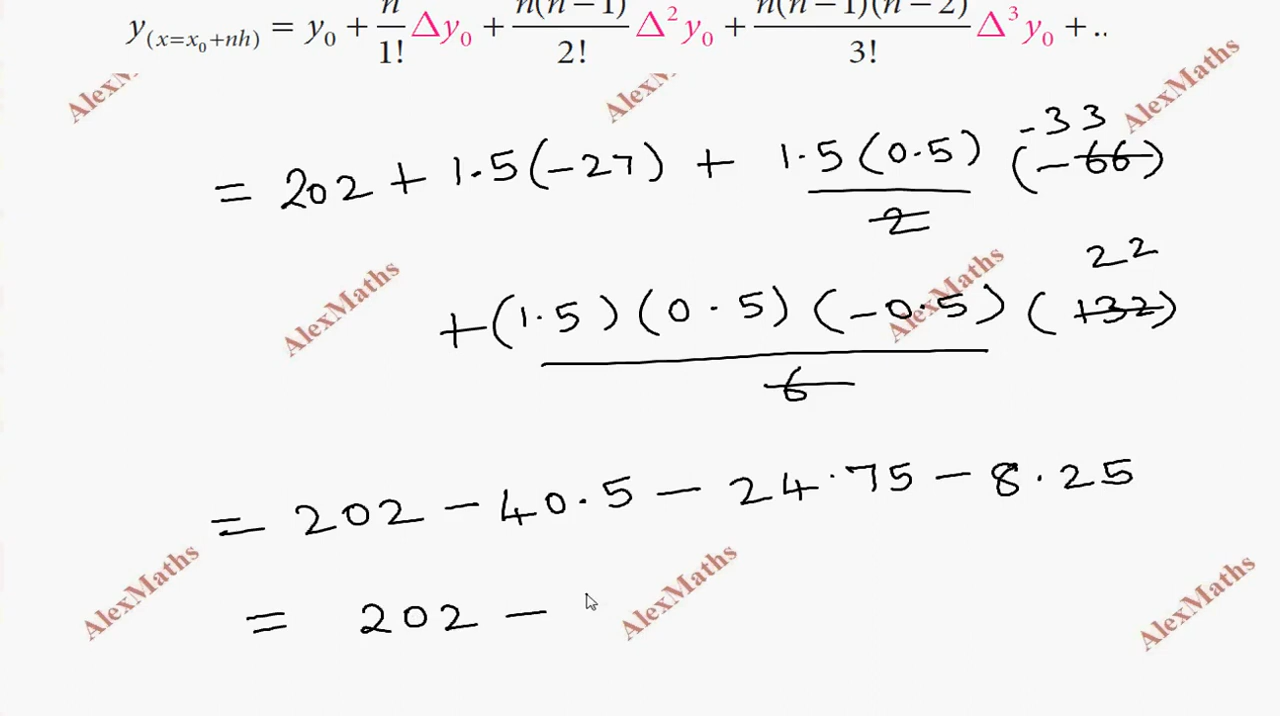 y(x=x₀+nh) = y₀ + n/1! Δy₀ + n(n−1)/2! Δ²y₀ + n(n−1)(n−2)/3! Δ³y₀ + ..
AlexMaths AlexMaths AlexMaths
-33
= 202 + 1.5(-27) + 1.5(0.5)/2 (-66)
22
+(1.5)(0.5)(-0.5)/6 (+32)
AlexMaths AlexMaths
= 202 - 40.5 - 24.75 - 8.25
= 202 -
AlexMaths AlexMaths AlexMaths